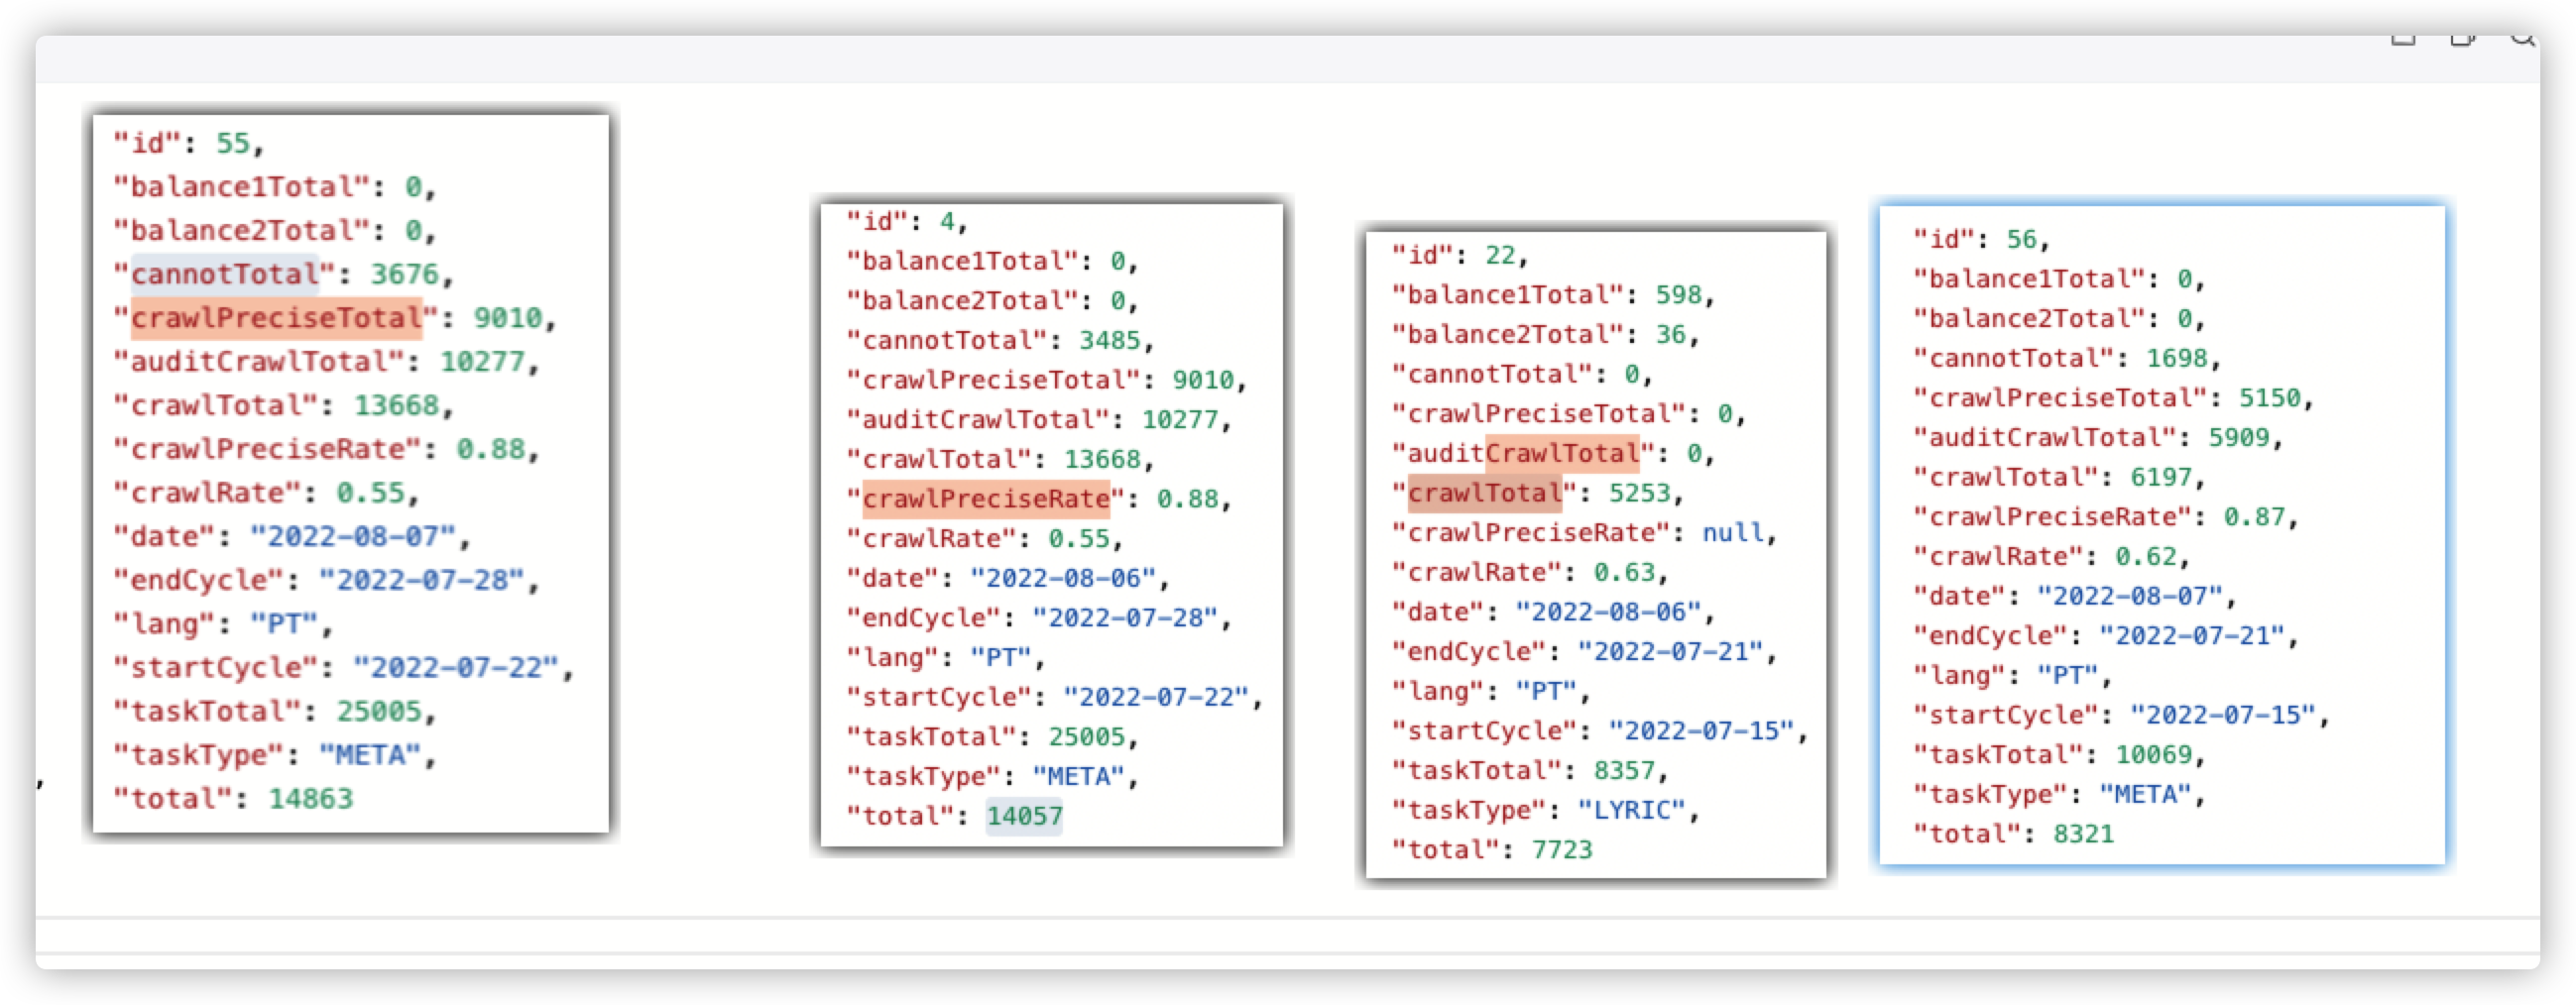 "id": 55,
"balance1Total": 0,
"balance2Total": 0,
"cannotTotal": 3676,
"crawlPreciseTotal": 9010,
"auditCrawlTotal": 10277,
"crawlTotal": 13668,
"crawlPreciseRate": 0.88,
"crawlRate": 0.55,
"date": "2022-08-07",
"endCycle": "2022-07-28",
"lang": "PT",
"startCycle": "2022-07-22",
"taskTotal": 25005,
"taskType": "META",
"total": 14863
,
"id": 4,
"balance1Total": 0,
"balance2Total": 0,
"cannotTotal": 3485,
"crawlPreciseTotal": 9010,
"auditCrawlTotal": 10277,
"crawlTotal": 13668,
"crawlPreciseRate": 0.88,
"crawlRate": 0.55,
"date": "2022-08-06",
"endCycle": "2022-07-28",
"lang": "PT",
"startCycle": "2022-07-22",
"taskTotal": 25005,
"taskType": "META",
"total": 14057
"id": 22,
"balance1Total": 598,
"balance2Total": 36,
"cannotTotal": 0,
"crawlPreciseTotal": 0,
"auditCrawlTotal": 0,
"crawlTotal": 5253,
"crawlPreciseRate": null,
"crawlRate": 0.63,
"date": "2022-08-06",
"endCycle": "2022-07-21",
"lang": "PT",
"startCycle": "2022-07-15",
"taskTotal": 8357,
"taskType": "LYRIC",
"total": 7723
"id": 56,
"balance1Total": 0,
"balance2Total": 0,
"cannotTotal": 1698,
"crawlPreciseTotal": 5150,
"auditCrawlTotal": 5909,
"crawlTotal": 6197,
"crawlPreciseRate": 0.87,
"crawlRate": 0.62,
"date": "2022-08-07",
"endCycle": "2022-07-21",
"lang": "PT",
"startCycle": "2022-07-15",
"taskTotal": 10069,
"taskType": "META",
"total": 8321